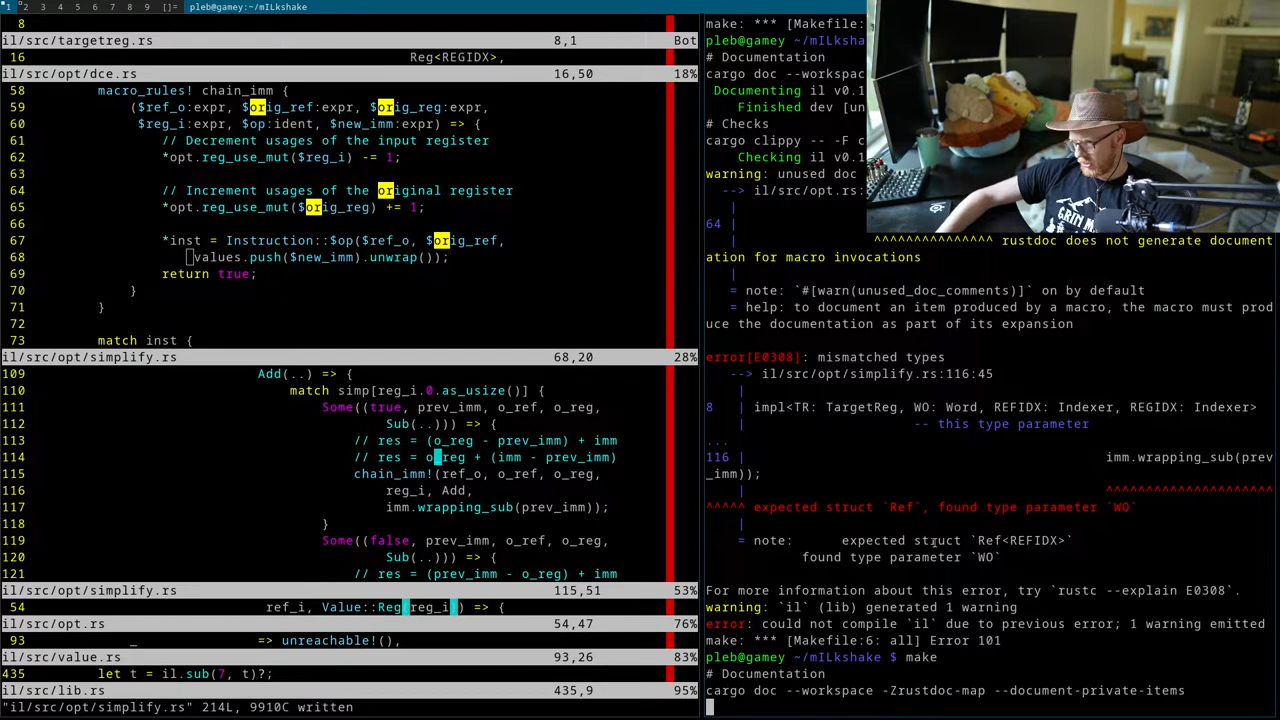 1 2 3 4 5 6 7 8 9 []= pleb@gamey:~/mILkshake
8
il/src/targetreg.rs 8,1 Bot
16 Reg<REGIDX>,
il/src/opt/dce.rs 16,50 18%
58 macro_rules! chain_imm {
59 ($ref_o:expr, $orig_ref:expr, $orig_reg:expr,
60 $reg_i:expr, $op:ident, $new_imm:expr) => {
61 // Decrement usages of the input register
62 *opt.reg_use_mut($reg_i) -= 1;
63
64 // Increment usages of the original register
65 *opt.reg_use_mut($orig_reg) += 1;
66
67 *inst = Instruction::$op($ref_o, $orig_ref,
68 values.push($new_imm).unwrap());
69 return true;
70 }
71 }
72
73 match inst {
il/src/opt/simplify.rs 68,20 28%
109 Add(..) => {
110 match simp[reg_i.0.as_usize()] {
111 Some((true, prev_imm, o_ref, o_reg,
112 Sub(..))) => {
113 // res = (o_reg - prev_imm) + imm
114 // res = o_reg + (imm - prev_imm)
115 chain_imm!(ref_o, o_ref, o_reg,
116 reg_i, Add,
117 imm.wrapping_sub(prev_imm));
118 }
119 Some((false, prev_imm, o_ref, o_reg,
120 Sub(..))) => {
121 // res = (prev_imm - o_reg) + imm
il/src/opt/simplify.rs 115,51 53%
54 ref_i, Value::Reg(reg_i)) => {
il/src/opt.rs 54,47 76%
93 _ => unreachable!(),
il/src/value.rs 93,26 83%
435 let t = il.sub(7, t)?;
il/src/lib.rs 435,9 95%
"il/src/opt/simplify.rs" 214L, 9910C written
make: *** [Makefile:
pleb@gamey ~/mILksha
# Documentation
cargo doc --workspac
Documenting il v0.1
Finished dev [un
# Checks
cargo clippy -- -F c
Checking il v0.1
warning: unused doc
--> il/src/opt.rs:
|
64 |
| ^^^^^^^^^^^^^^^ rustdoc does not generate document
ation for macro invocations
|
= note: `#[warn(unused_doc_comments)]` on by default
= help: to document an item produced by a macro, the macro must prod
uce the documentation as part of its expansion
error[E0308]: mismatched types
--> il/src/opt/simplify.rs:116:45
|
8 | impl<TR: TargetReg, WO: Word, REFIDX: Indexer, REGIDX: Indexer>
| -- this type parameter
...
116 | imm.wrapping_sub(prev
_imm));
| ^^^^^^^^^^^^^^^^^^^^^
^^^^^ expected struct `Ref`, found type parameter `WO`
|
= note: expected struct `Ref<REFIDX>`
found type parameter `WO`
For more information about this error, try `rustc --explain E0308`.
warning: `il` (lib) generated 1 warning
error: could not compile `il` due to previous error; 1 warning emitted
make: *** [Makefile:6: all] Error 101
pleb@gamey ~/mILkshake $ make
# Documentation
cargo doc --workspace -Zrustdoc-map --document-private-items